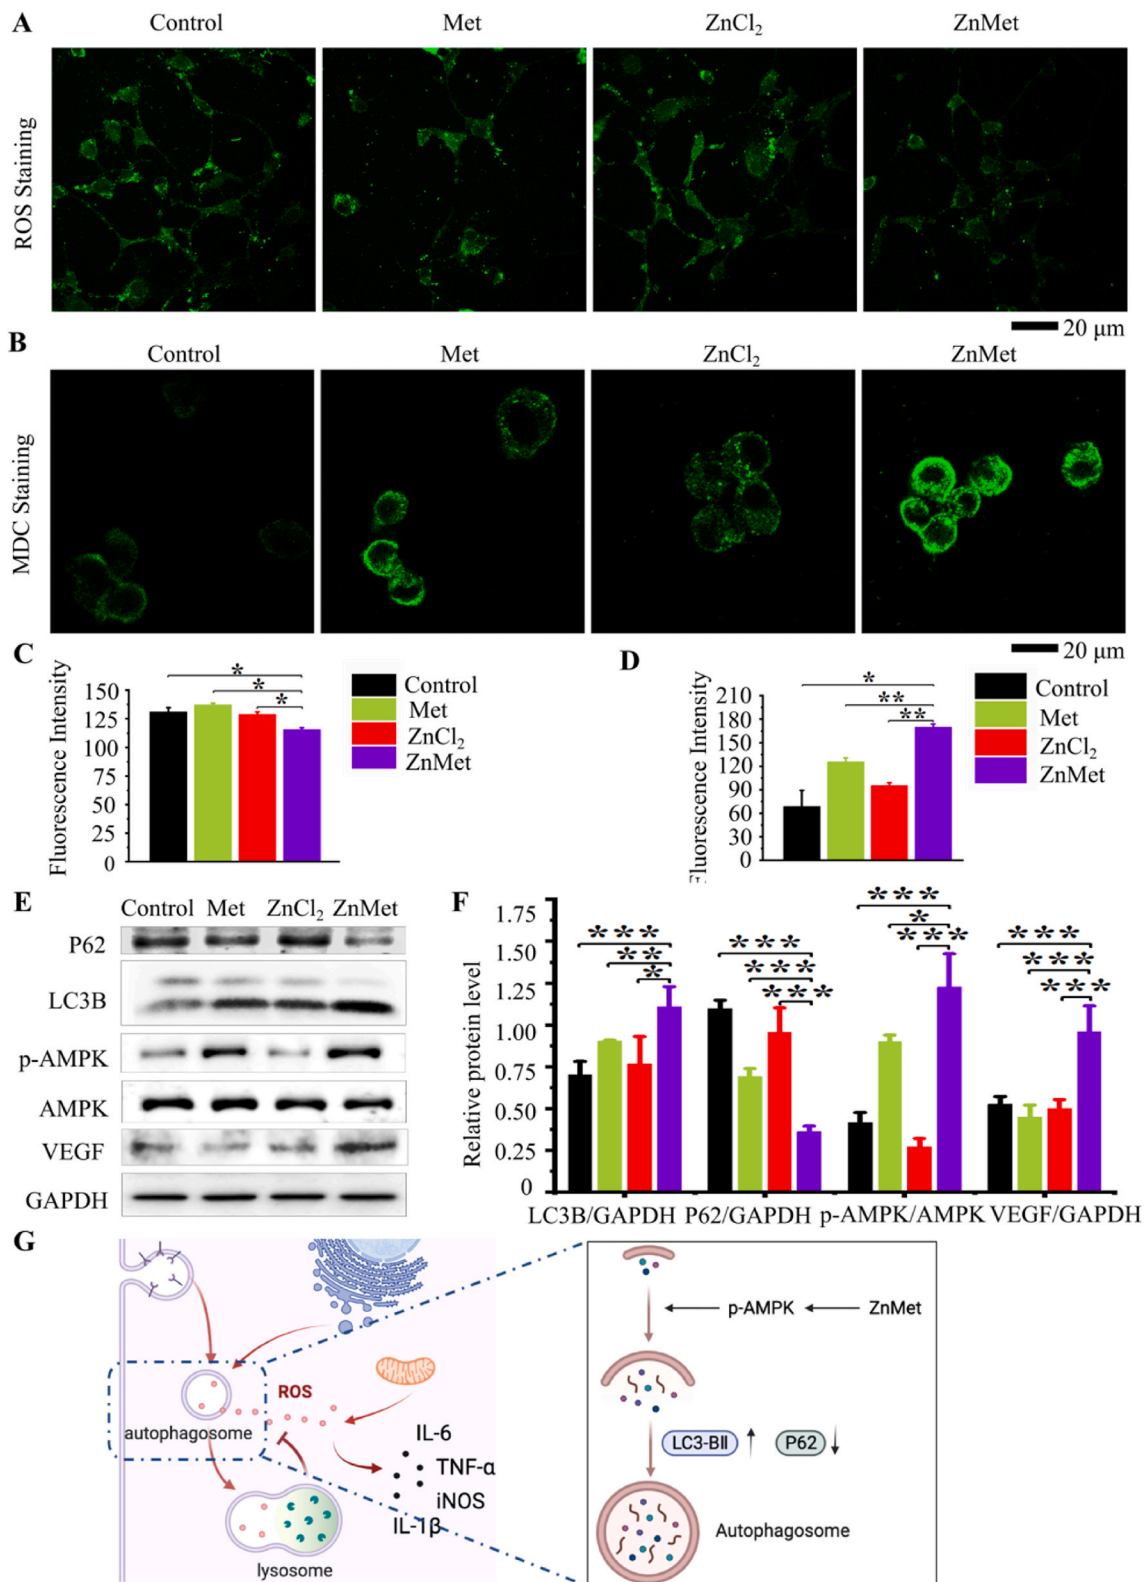 A
Control Met ZnCl₂ ZnMet
ROS Staining
20 μm
B
Control Met ZnCl₂ ZnMet
MDC Staining
20 μm
C
Fluorescence Intensity
150
125
100
75
50
25
0
* * *
Control
Met
ZnCl₂
ZnMet
D
Fluorescence Intensity
210
180
150
120
90
60
30
0
* ** **
Control
Met
ZnCl₂
ZnMet
E
Control Met ZnCl₂ ZnMet
P62
LC3B
p-AMPK
AMPK
VEGF
GAPDH
F
Relative protein level
1.75
1.50
1.25
1.00
0.75
0.50
0.25
0
*** ** *
*** *** ***
*** * ***
*** *** ***
LC3B/GAPDH P62/GAPDH p-AMPK/AMPK VEGF/GAPDH
G
ROS
autophagosome
IL-6
TNF-α
iNOS
IL-1β
lysosome
p-AMPK ZnMet
LC3-BⅡ P62
Autophagosome